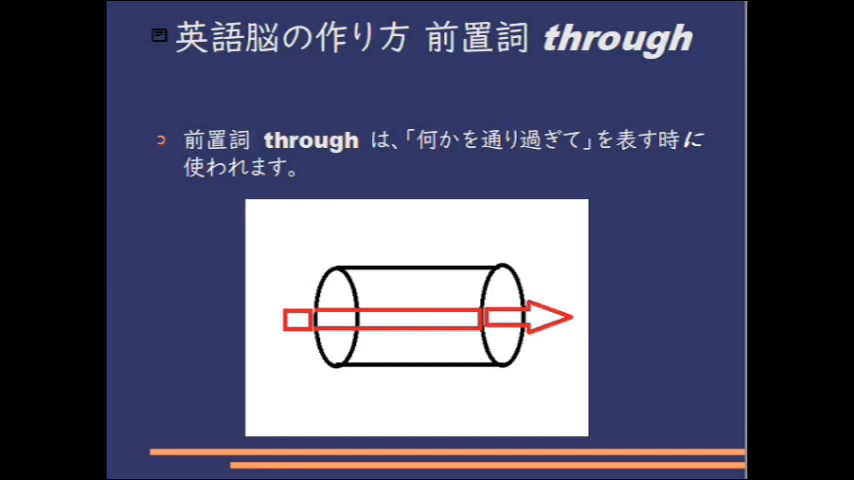 英語脳の作り方 前置詞 through
前置詞 through は、「何かを通り過ぎて」を表す時に
使われます。